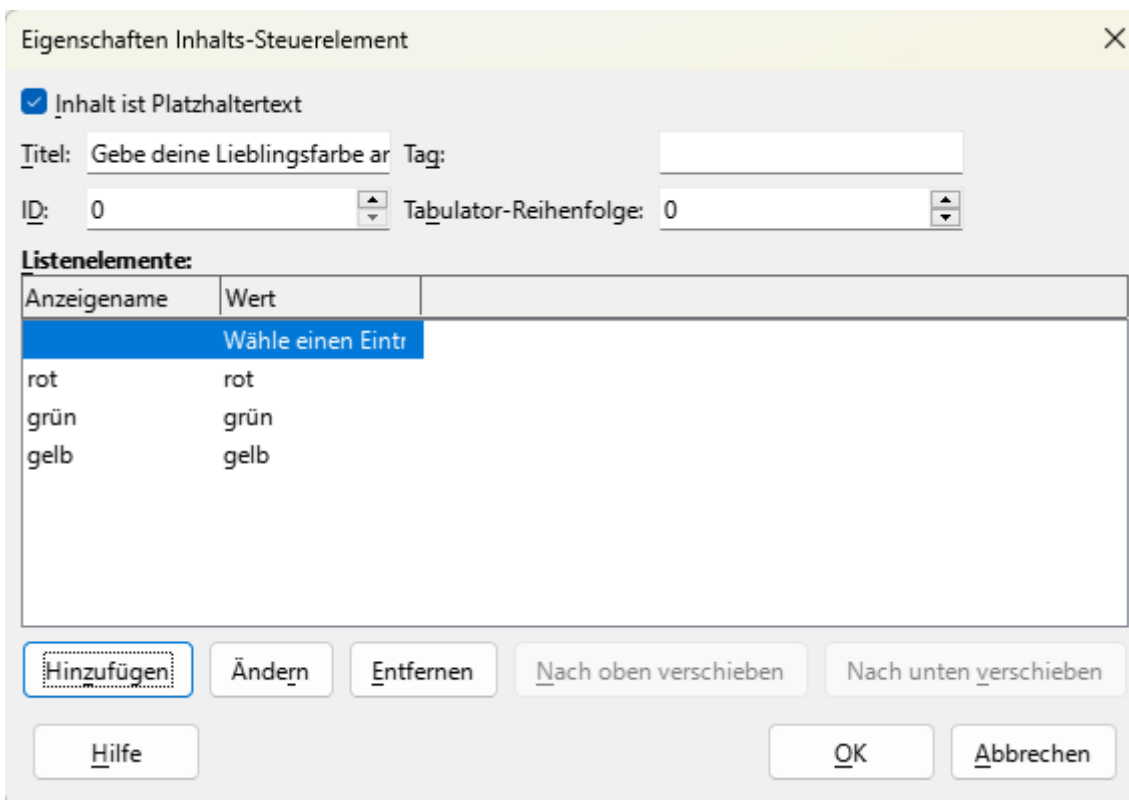 Eigenschaften Inhalts-Steuerelement
Inhalt ist Platzhaltertext
Titel: Gebe deine Lieblingsfarbe an Tag:
ID: 0 Tabulator-Reihenfolge: 0
Listenelemente:
Anzeigename Wert
Wähle einen Eintr
rot rot
grün grün
gelb gelb
Hinzufügen Ändern Entfernen Nach oben verschieben Nach unten verschieben
Hilfe OK Abbrechen